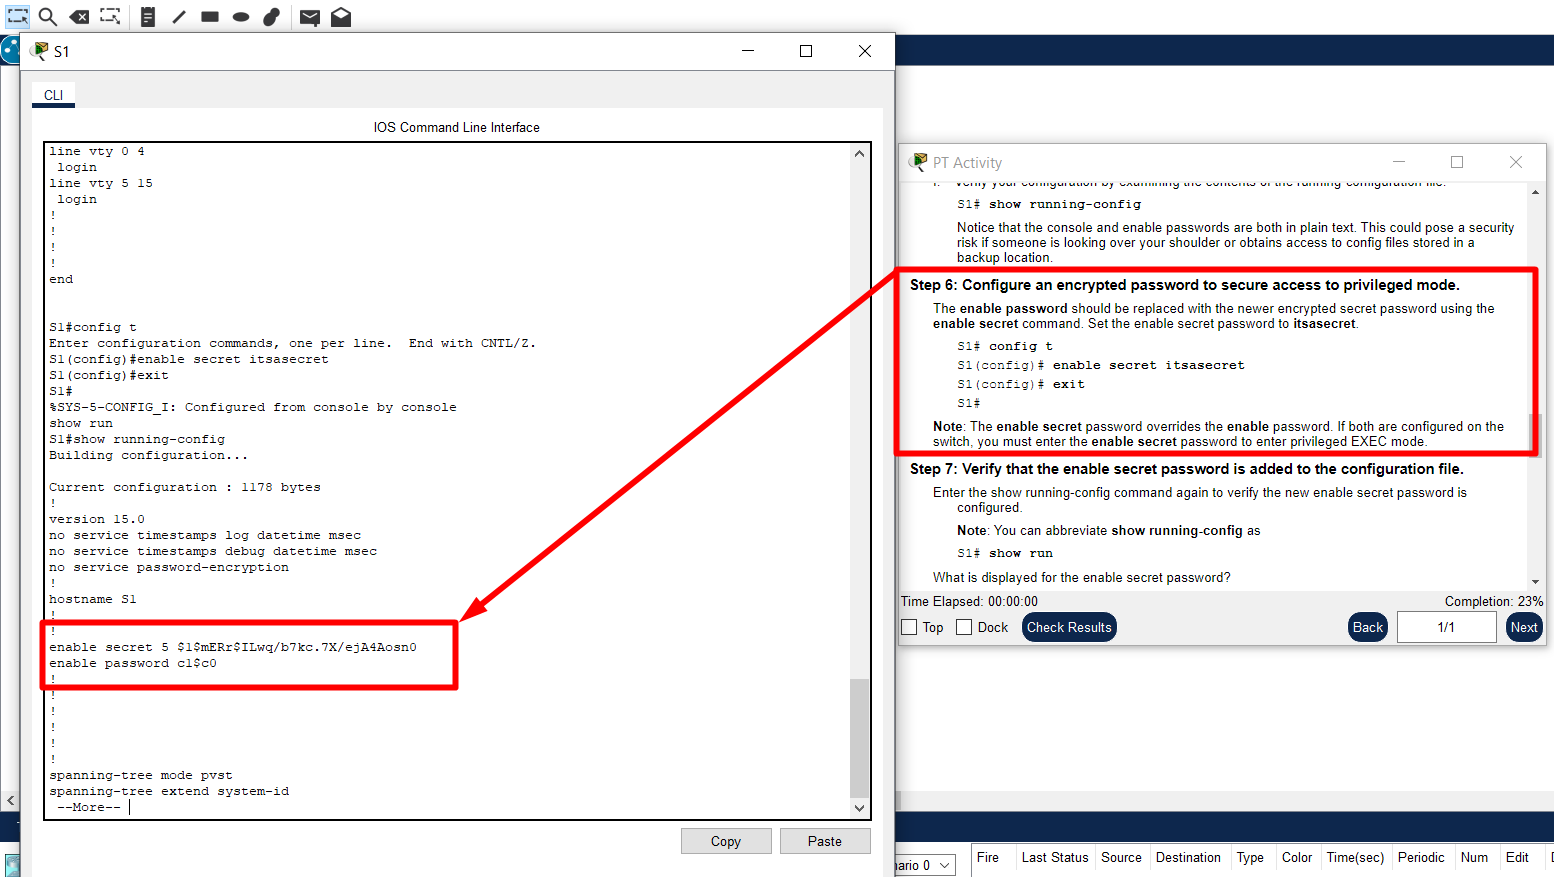 S1
CLI
IOS Command Line Interface
line vty 0 4
login
line vty 5 15
login
!
!
!
!
end
S1#config t
Enter configuration commands, one per line.  End with CNTL/Z.
S1(config)#enable secret itsasecret
S1(config)#exit
S1#
%SYS-5-CONFIG_I: Configured from console by console
show run
S1#show running-config
Building configuration...
Current configuration : 1178 bytes
!
version 15.0
no service timestamps log datetime msec
no service timestamps debug datetime msec
no service password-encryption
!
hostname S1
!
!
enable secret 5 $1$mERr$ILwq/b7kc.7X/ejA4Aosn0
enable password c1$c0
!
!
!
!
!
!
spanning-tree mode pvst
spanning-tree extend system-id
--More--
Copy
Paste
PT Activity
Verify your configuration by examining the contents of the running configuration file.
S1# show running-config
Notice that the console and enable passwords are both in plain text. This could pose a security
risk if someone is looking over your shoulder or obtains access to config files stored in a
backup location.
Step 6: Configure an encrypted password to secure access to privileged mode.
The enable password should be replaced with the newer encrypted secret password using the
enable secret command. Set the enable secret password to itsasecret.
S1# config t
S1(config)# enable secret itsasecret
S1(config)# exit
S1#
Note: The enable secret password overrides the enable password. If both are configured on the
switch, you must enter the enable secret password to enter privileged EXEC mode.
Step 7: Verify that the enable secret password is added to the configuration file.
Enter the show running-config command again to verify the new enable secret password is
configured.
Note: You can abbreviate show running-config as
S1# show run
What is displayed for the enable secret password?
Time Elapsed: 00:00:00
Completion: 23%
Top
Dock
Check Results
Back
1/1
Next
nario 0
Fire
Last Status
Source
Destination
Type
Color
Time(sec)
Periodic
Num
Edit